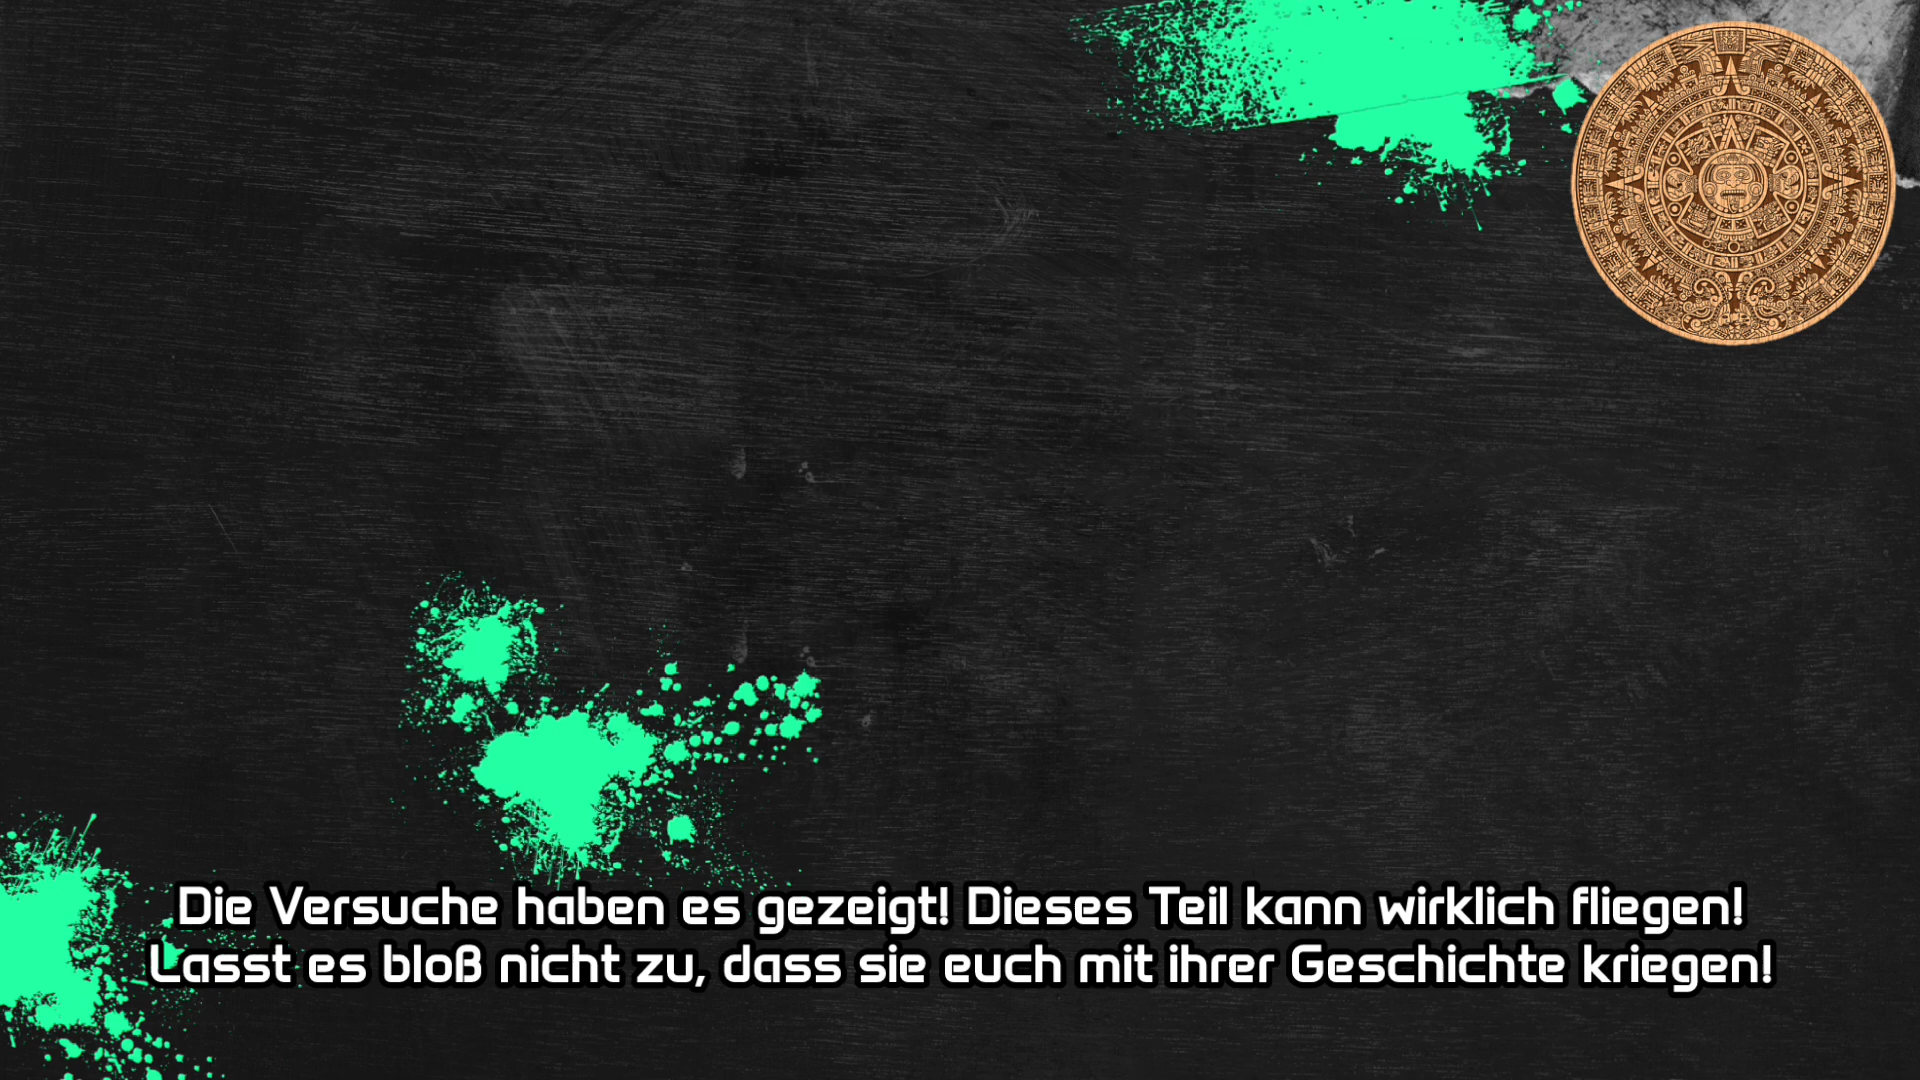 Die Versuche haben es gezeigt! Dieses Teil kann wirklich fliegen!
Lasst es bloß nicht zu, dass sie euch mit ihrer Geschichte kriegen!